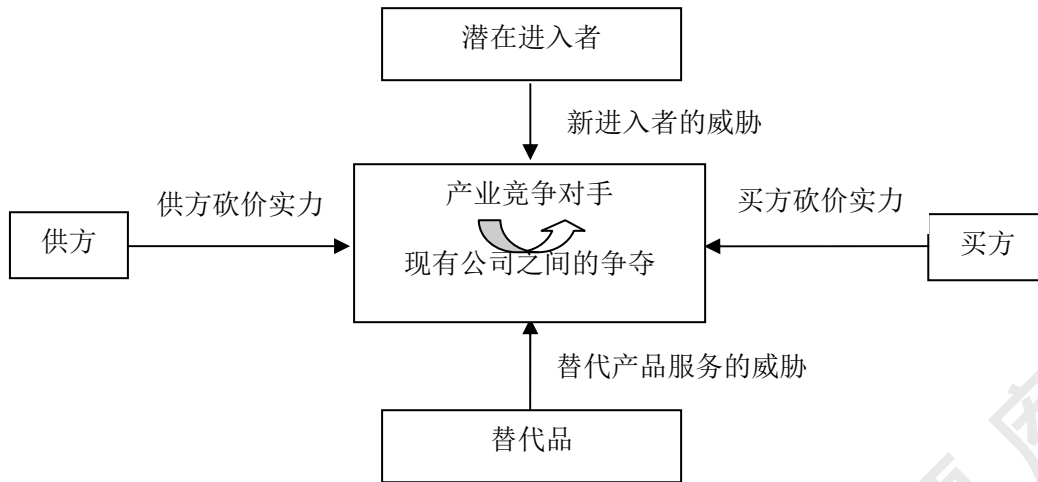 潜在进入者
新进入者的威胁
产业竞争对手
供方砍价实力
买方砍价实力
供方
现有公司之间的争夺
买方
替代产品服务的威胁
替代品
库